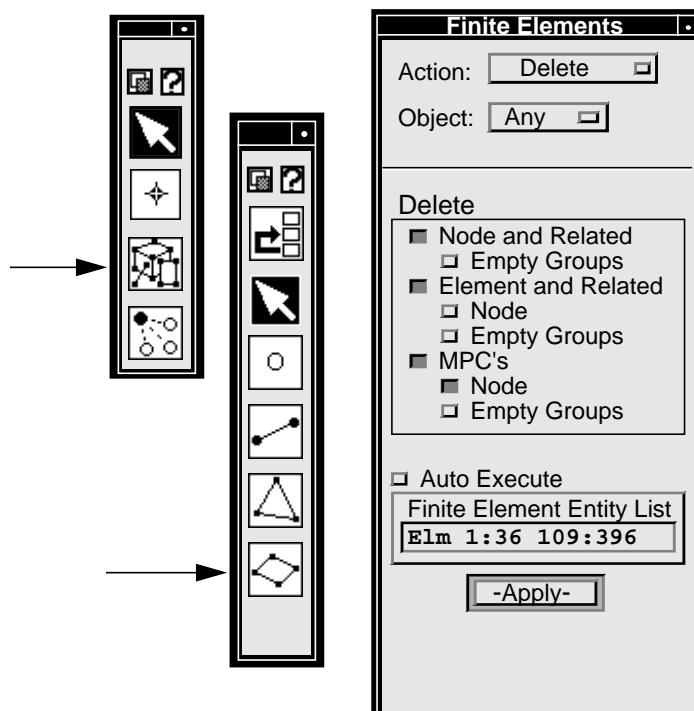 Finite Elements
Action: Delete
Object: Any
Delete
Node and Related
Empty Groups
Element and Related
Node
Empty Groups
MPC's
Node
Empty Groups
Auto Execute
Finite Element Entity List
Elm 1:36 109:396
-Apply-
?
?